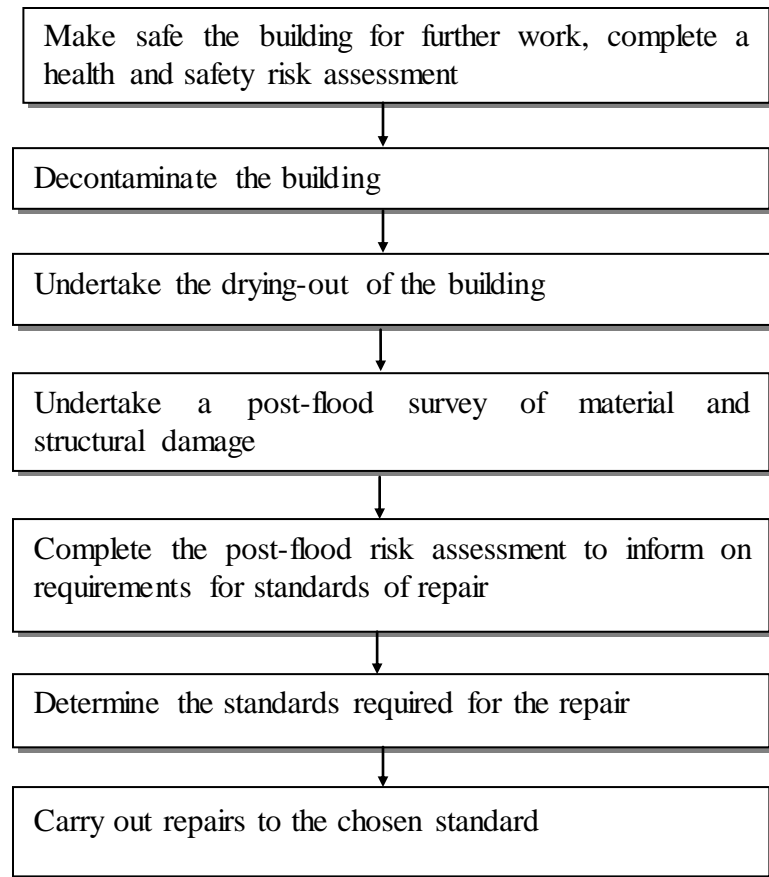 Make safe the building for further work, complete a
health and safety risk assessment
Decontaminate the building
Undertake the drying-out of the building
Undertake a post-flood survey of material and
structural damage
Complete the post-flood risk assessment to inform on
requirements for standards of repair
Determine the standards required for the repair
Carry out repairs to the chosen standard